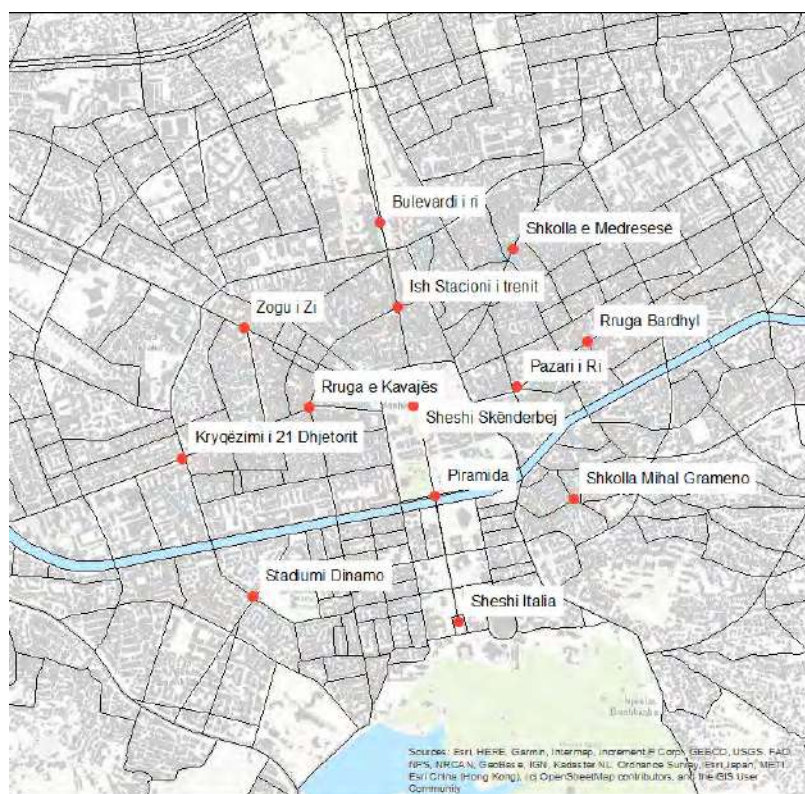 Bulevardi i ri
Shkolla e Medresesë
Ish Stacioni i trenit
Zogu i Zi
Rruga Bardhyl
Pazari i Ri
Rruga e Kavajës
Sheshi Skënderbej
Kryqëzimi i 21 Dhjetorit
Piramida
Shkolla Mihal Grameno
Stadiumi Dinamo
Sheshi Italia
Sources: Esri, HERE, Garmin, Intermap, increment P Corp., GEBCO, USGS, FAO,
NPS, NRCAN, GeoBase, IGN, Kadaster NL, Ordnance Survey, Esri Japan, METI,
Esri China (Hong Kong), (c) OpenStreetMap contributors, and the GIS User
Community